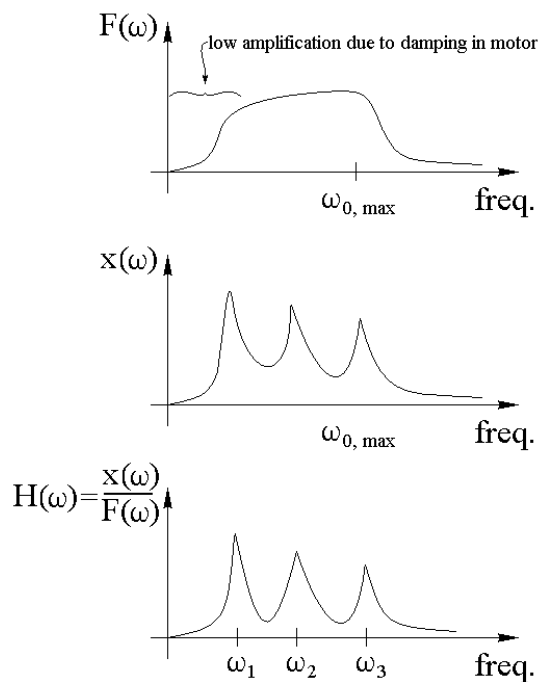 F(ω)
low amplification due to damping in motor
ω0, max
freq.
x(ω)
ω0, max
freq.
H(ω)=x(ω)/F(ω)
ω1 ω2 ω3
freq.